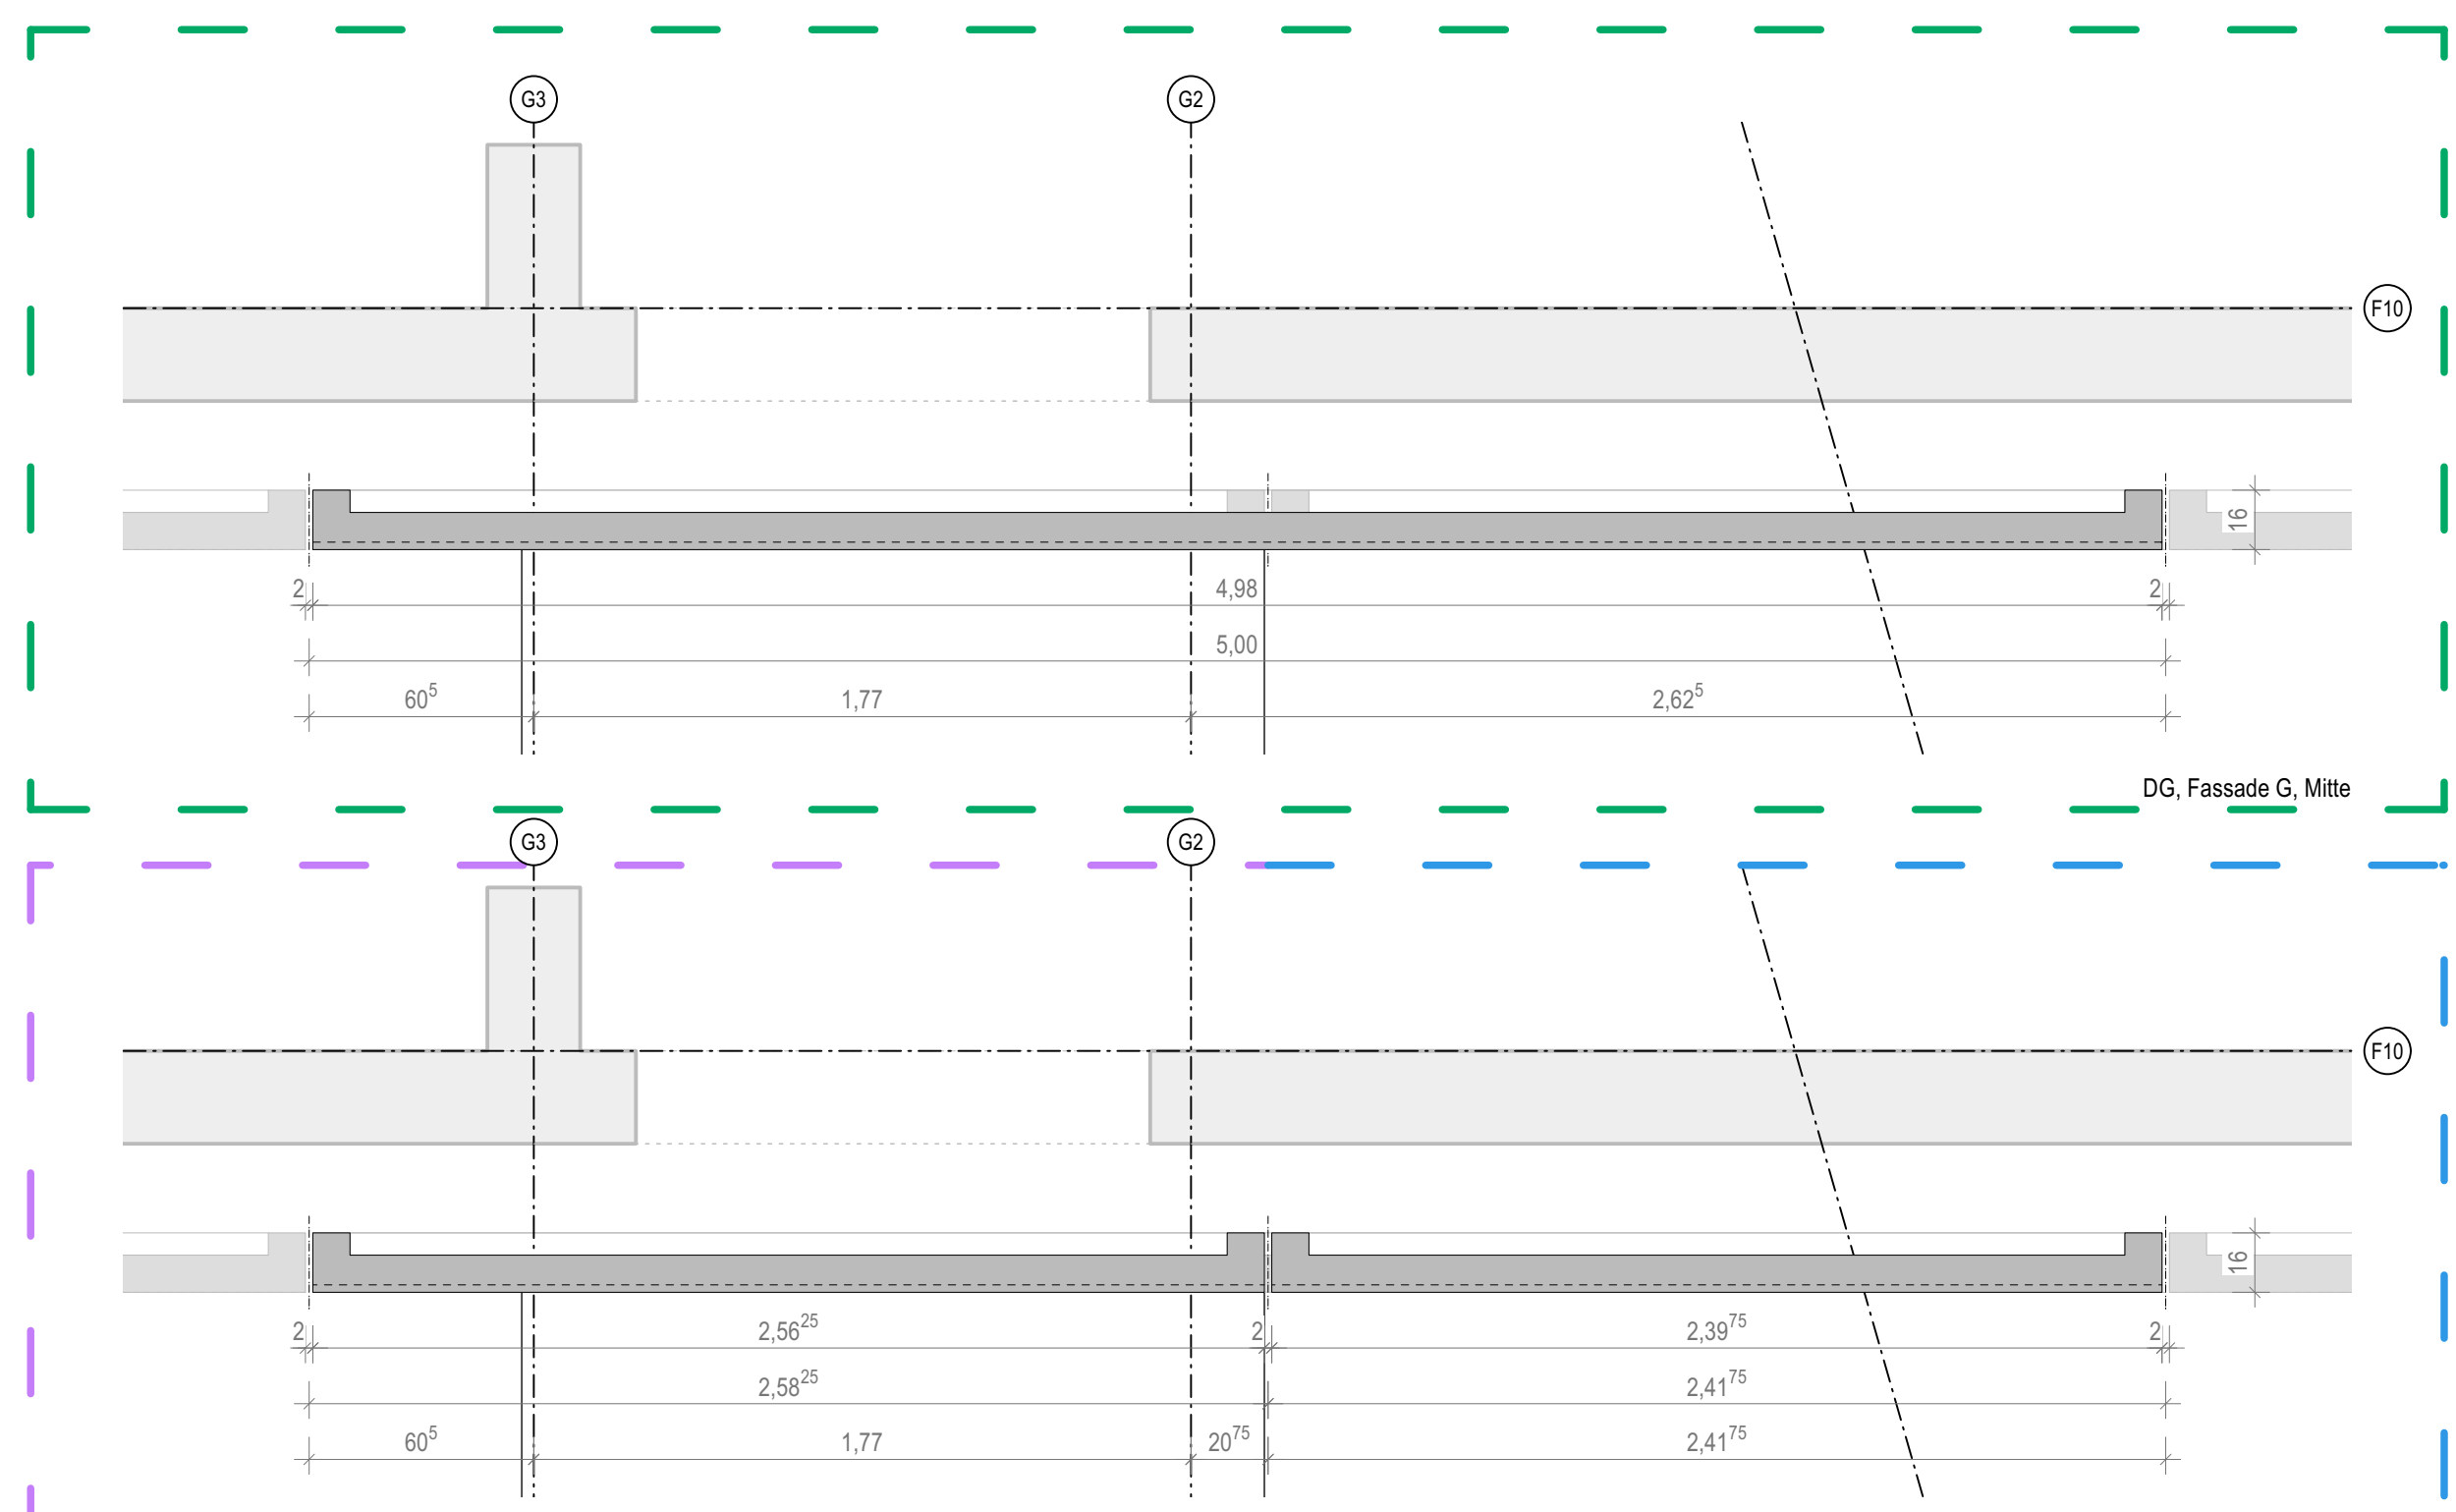 G3 G2
F10
16
2 4,98 2
5,00
60⁵ 1,77 2,62⁵
DG, Fassade G, Mitte
G3 G2
F10
16
2 2,56²⁵ 2 2,39⁷⁵ 2
2,58²⁵ 2,41⁷⁵
60⁵ 1,77 20⁷⁵ 2,41⁷⁵